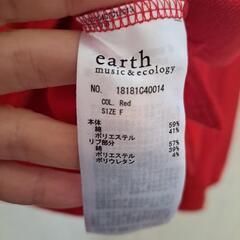 earth
music&ecology
NO. 18181C40014
COL. Red
SIZE F
本体
綿 59%
ポリエステル 41%
リブ部分
綿 57%
ポリエステル 39%
ポリウレタン 4%